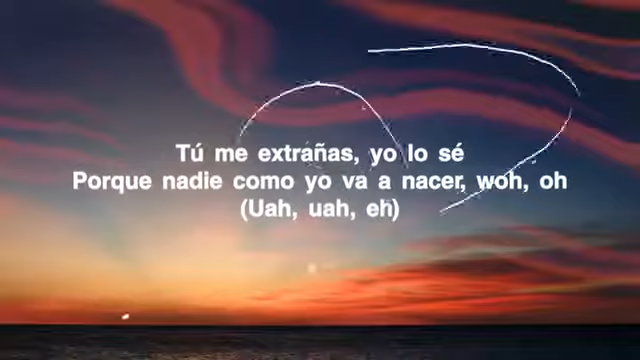 Tú me extrañas, yo lo sé
Porque nadie como yo va a nacer, woh, oh
(Uah, uah, eh)